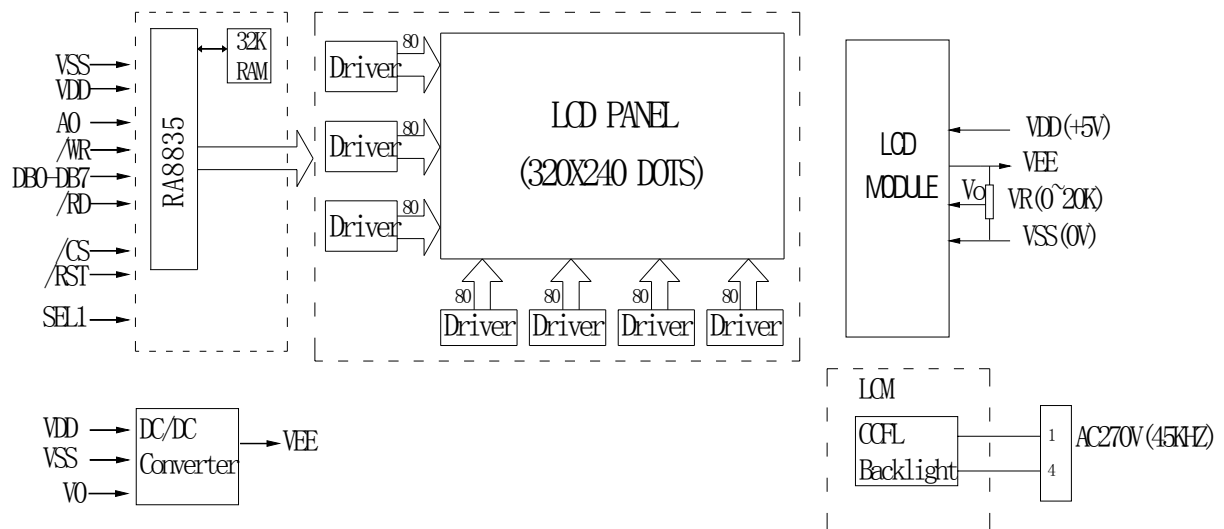 VSS
VDD
A0
/WR
DB0-DB7
/RD
/CS
/RST
SEL1
RA8835
32K
RAM
Driver
80
Driver
80
Driver
80
LCD PANEL
(320X240 DOTS)
80
80
80
80
Driver
Driver
Driver
Driver
LCD
MODULE
VDD(+5V)
VEE
Vo
VR(0~20K)
VSS(0V)
VDD
VSS
V0
DC/DC
Converter
VEE
LCM
CCFL
Backlight
1
4
AC270V(45KHZ)